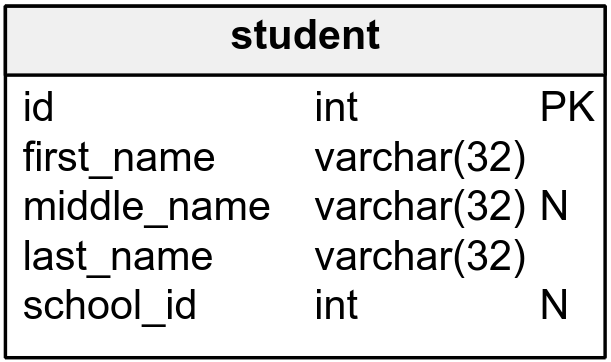 student
id int PK
first_name varchar(32)
middle_name varchar(32) N
last_name varchar(32)
school_id int N